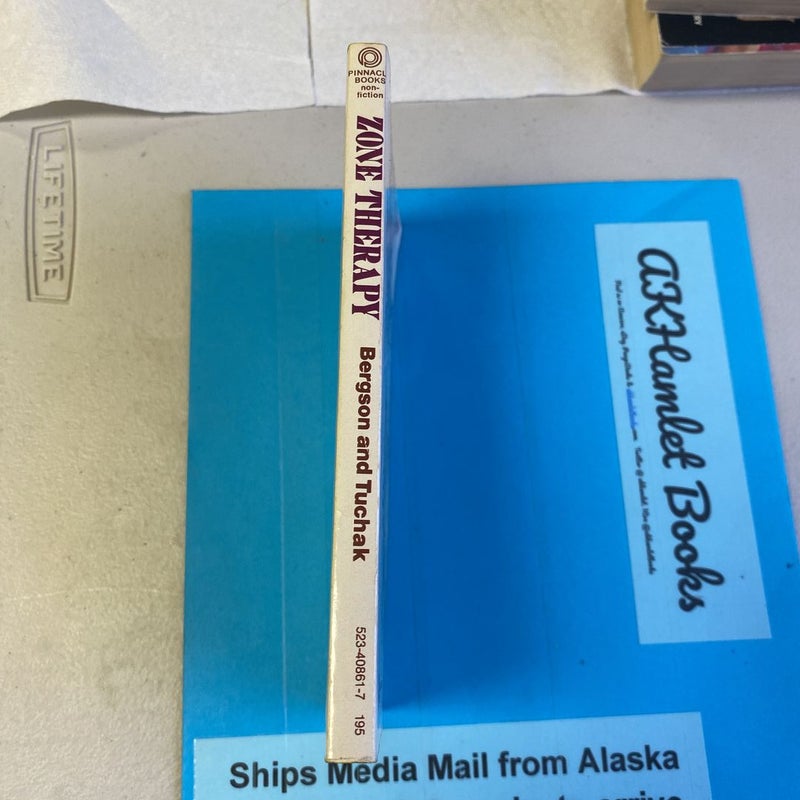 PINNACL
BOOKS
non-
fiction
ZONE THERAPY
Bergson and Tuchak
523-40861-7 195
LIFETIME
AKHamlet Books
Ships Media Mail from Alaska